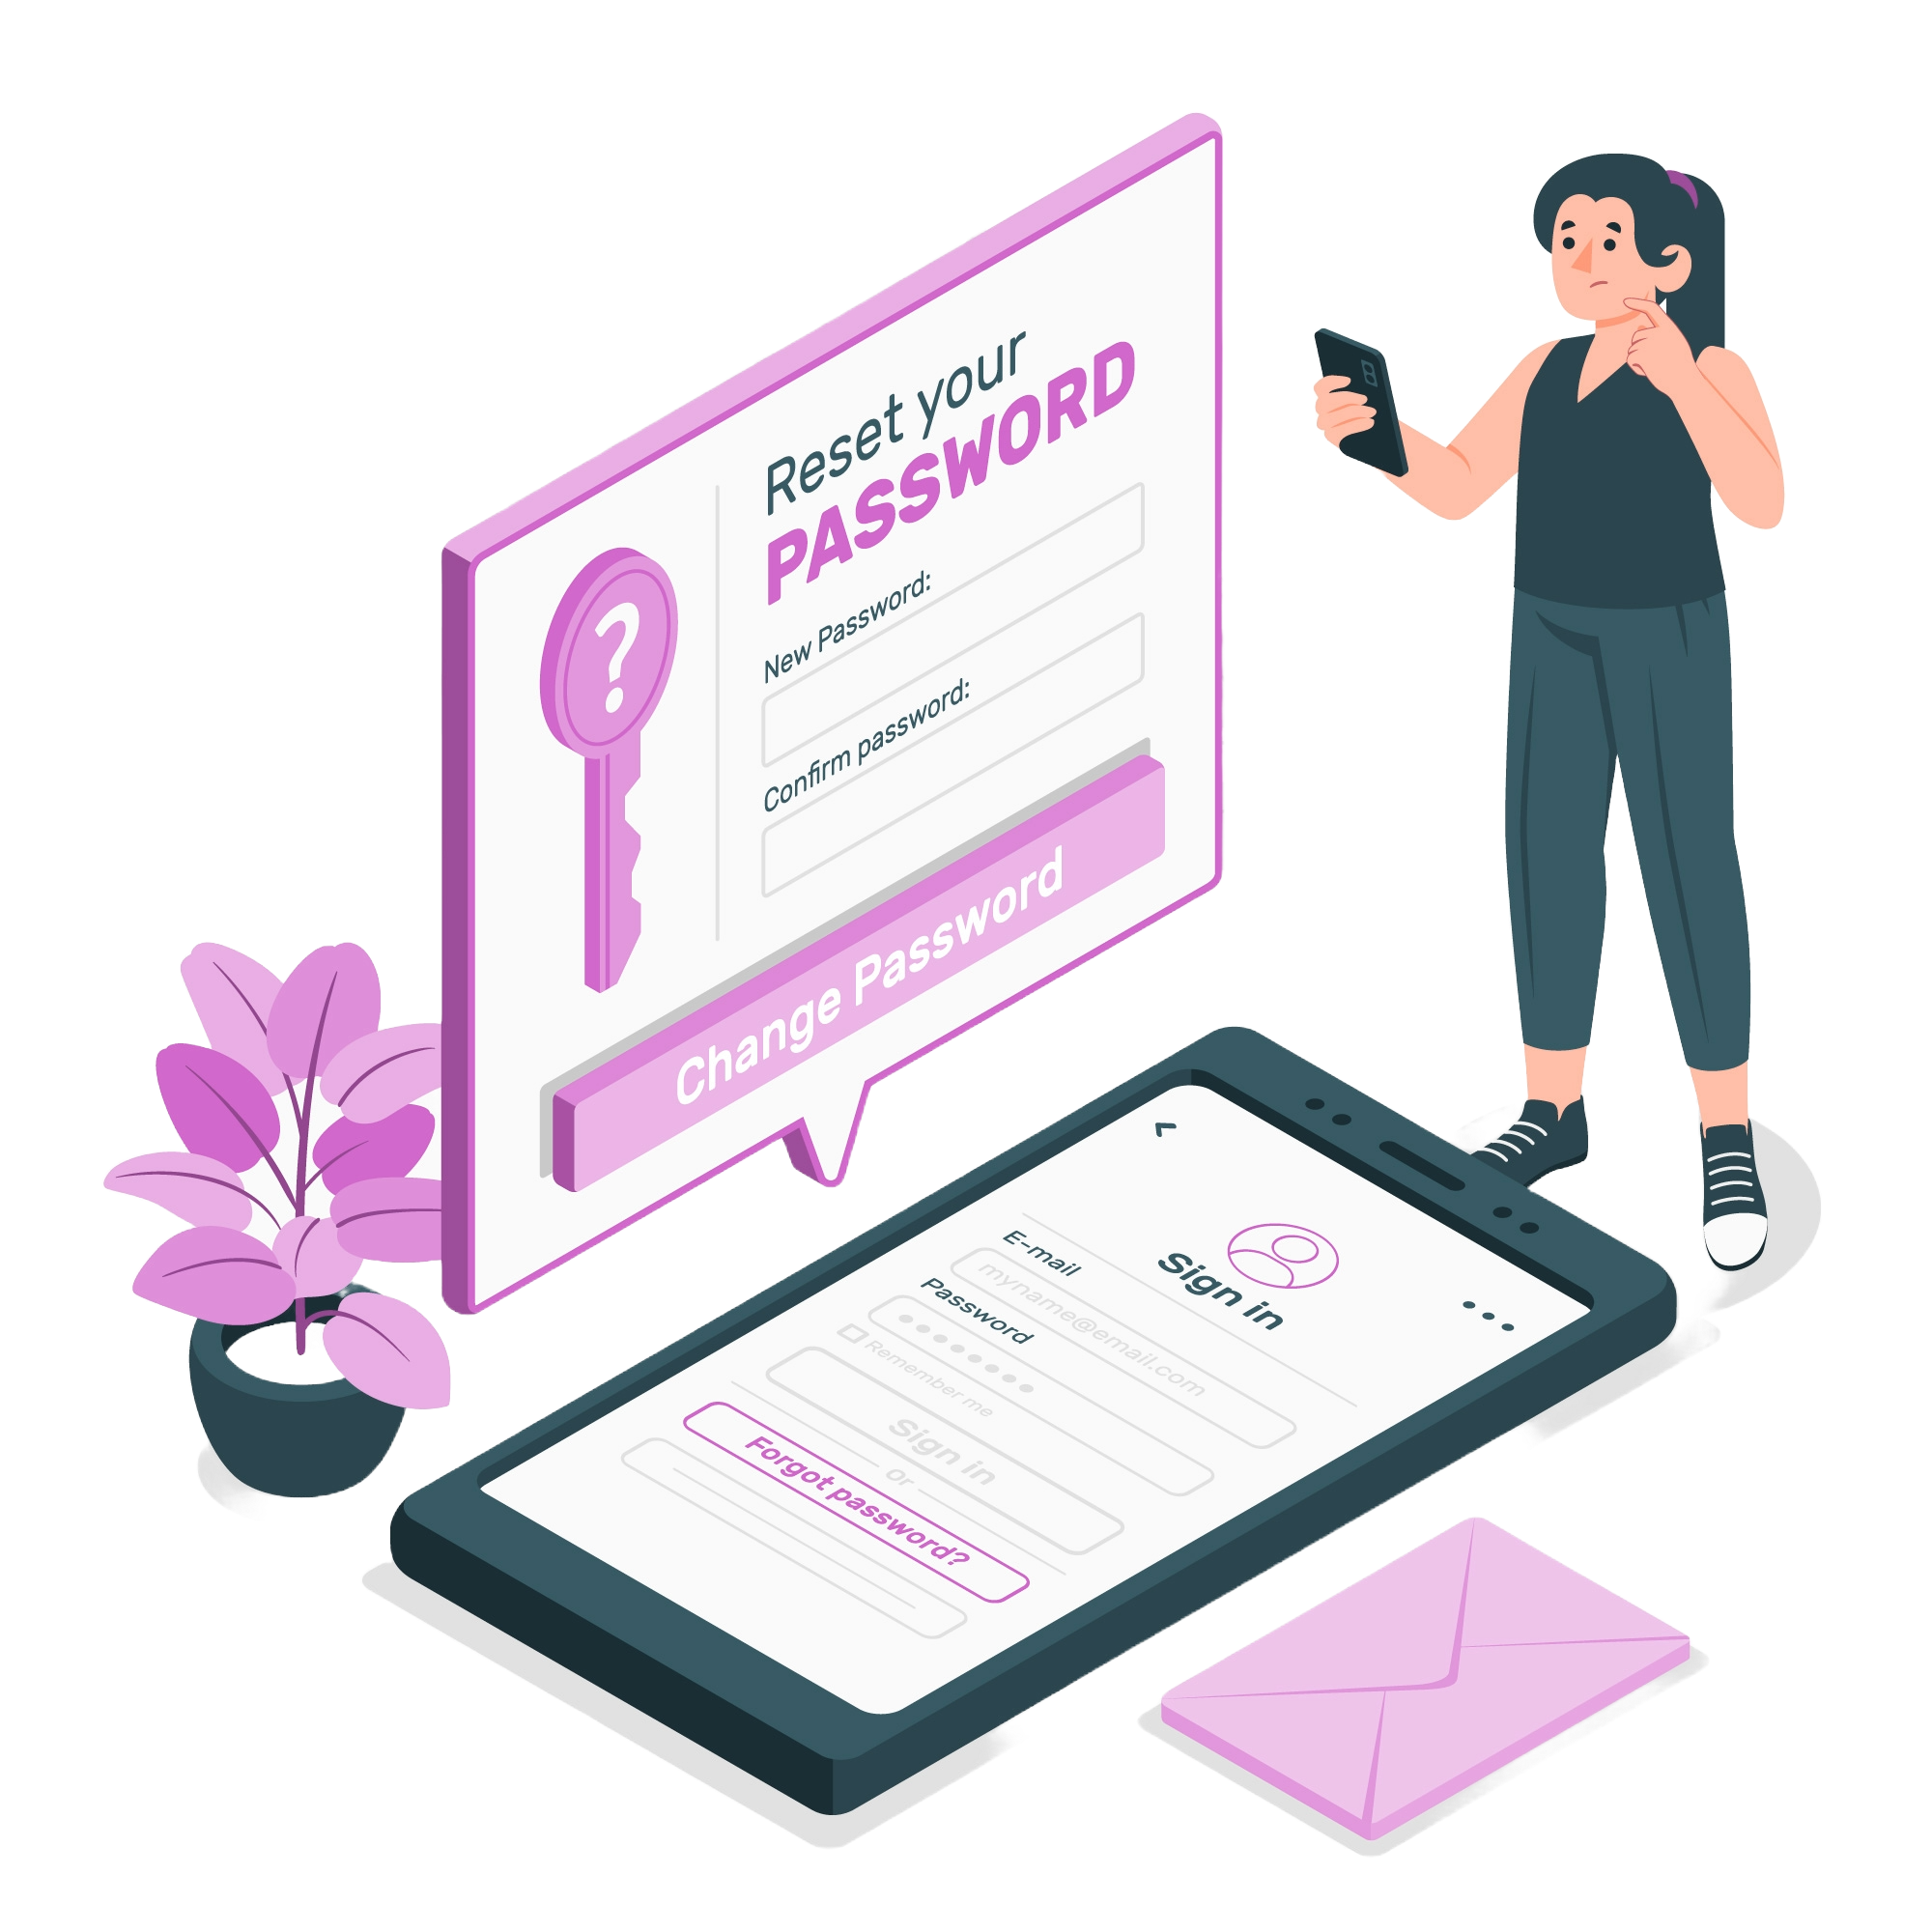 Reset your
PASSWORD
?
New Password:
Confirm password:
Change Password
Sign in
E-mail
myname@email.com
Password
Remember me
Sign in
Or
Forgot password?